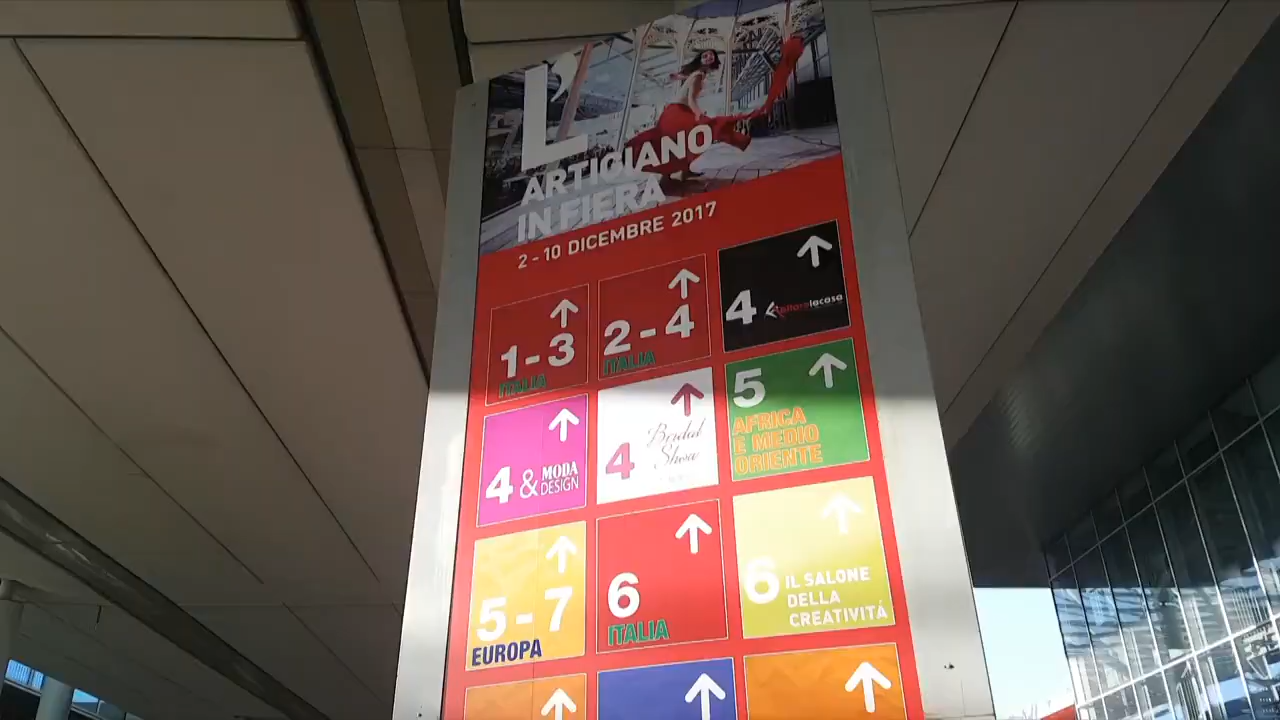 L'
ARTIGIANO
IN FIERA
2 - 10 DICEMBRE 2017
1 - 3
ITALIA
2 - 4
ITALIA
4
4 & MODA
DESIGN
4 Bridal
Show
5
AFRICA
E MEDIO
ORIENTE
5 - 7
EUROPA
6
ITALIA
6 IL SALONE
DELLA
CREATIVITÁ